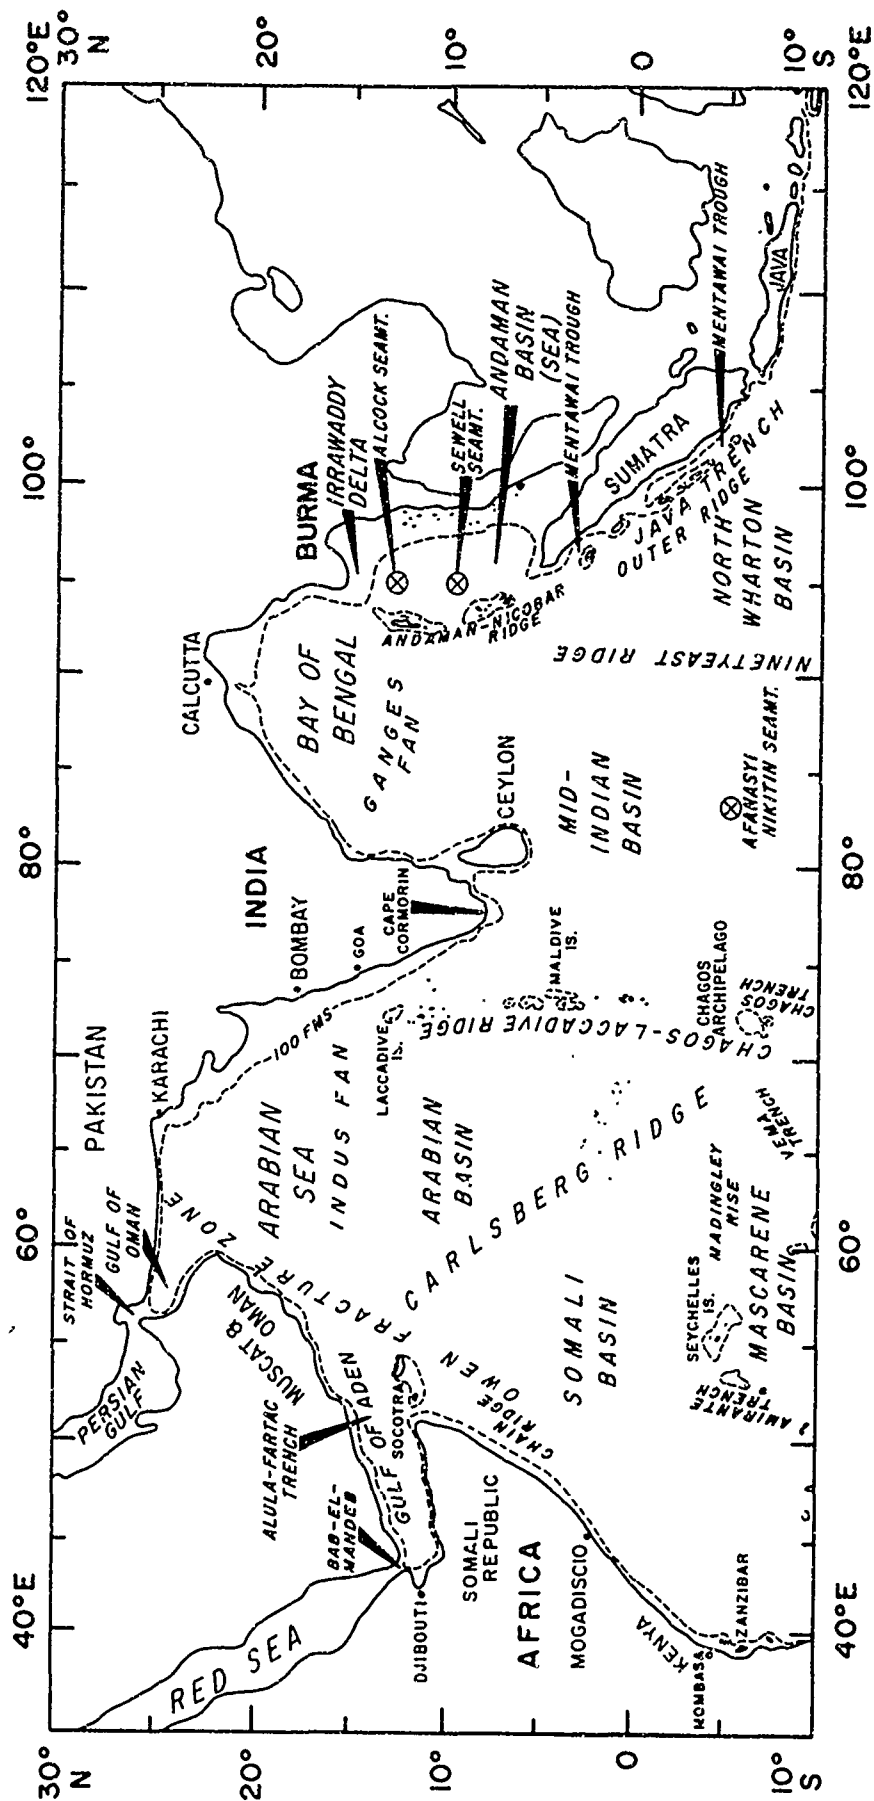 120°E
30°
N
20°
10°
0
10°
S
120°E
100°
80°
60°
40°E
30°
N
20°
10°
0
10°
S
40°E
60°
80°
100°
BURMA
IRRAWADDY
DELTA
ALCOCK SEAMT.
SEWELL
SEAMT.
ANDAMAN
BASIN
(SEA)
MENTAWAI TROUGH
SUMATRA
MENTAWAI TROUGH
JAVA
JAVA TRENCH
OUTER RIDGE
NORTH
WHARTON
BASIN
CALCUTTA
BAY OF
BENGAL
GANGES
FAN
ANDAMAN-NICOBAR
RIDGE
NINETYEAST RIDGE
CEYLON
MID-
INDIAN
BASIN
AFANASYI
NIKITIN SEAMT.
INDIA
BOMBAY
GOA
CAPE
CORMORIN
100 FMS
LACCADIVE
IS.
MALDIVE
IS.
CHAGOS-LACCADIVE RIDGE
CHAGOS
ARCHIPELAGO
CHAGOS
TRENCH
PAKISTAN
KARACHI
ARABIAN
SEA
INDUS FAN
ARABIAN
BASIN
CARLSBERG RIDGE
VEMA
TRENCH
STRAIT OF
HORMUZ
GULF OF
OMAN
PERSIAN
GULF
MUSCAT &
OMAN
OWEN FRACTURE ZONE
SOMALI
BASIN
SEYCHELLES
IS.
MADINGLEY
RISE
MASCARENE
BASIN
AMIRANTE
TRENCH
ALULA-FARTAC
TRENCH
GULF OF ADEN
SOCOTRA
CHAIN
RIDGE
BAB-EL-
MANDEB
RED SEA
DJIBOUTI
SOMALI
REPUBLIC
AFRICA
MOGADISCIO
KENYA
MOMBASA
ZANZIBAR